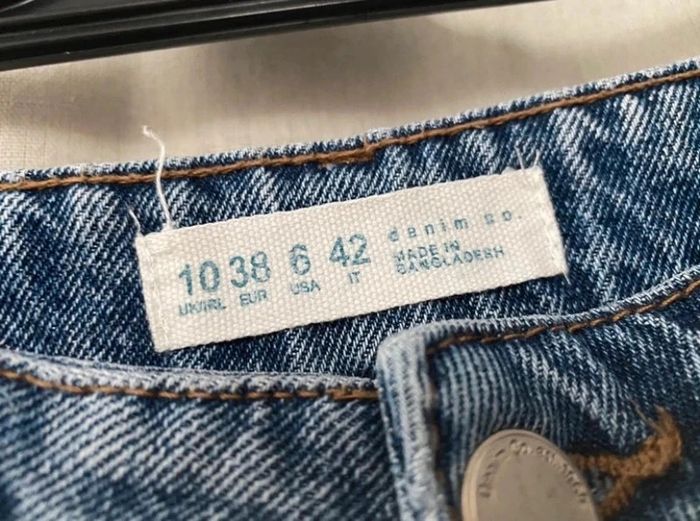 10 38 6 42
UK/IRL EUR USA IT
denim co.
MADE IN
BANGLADESH